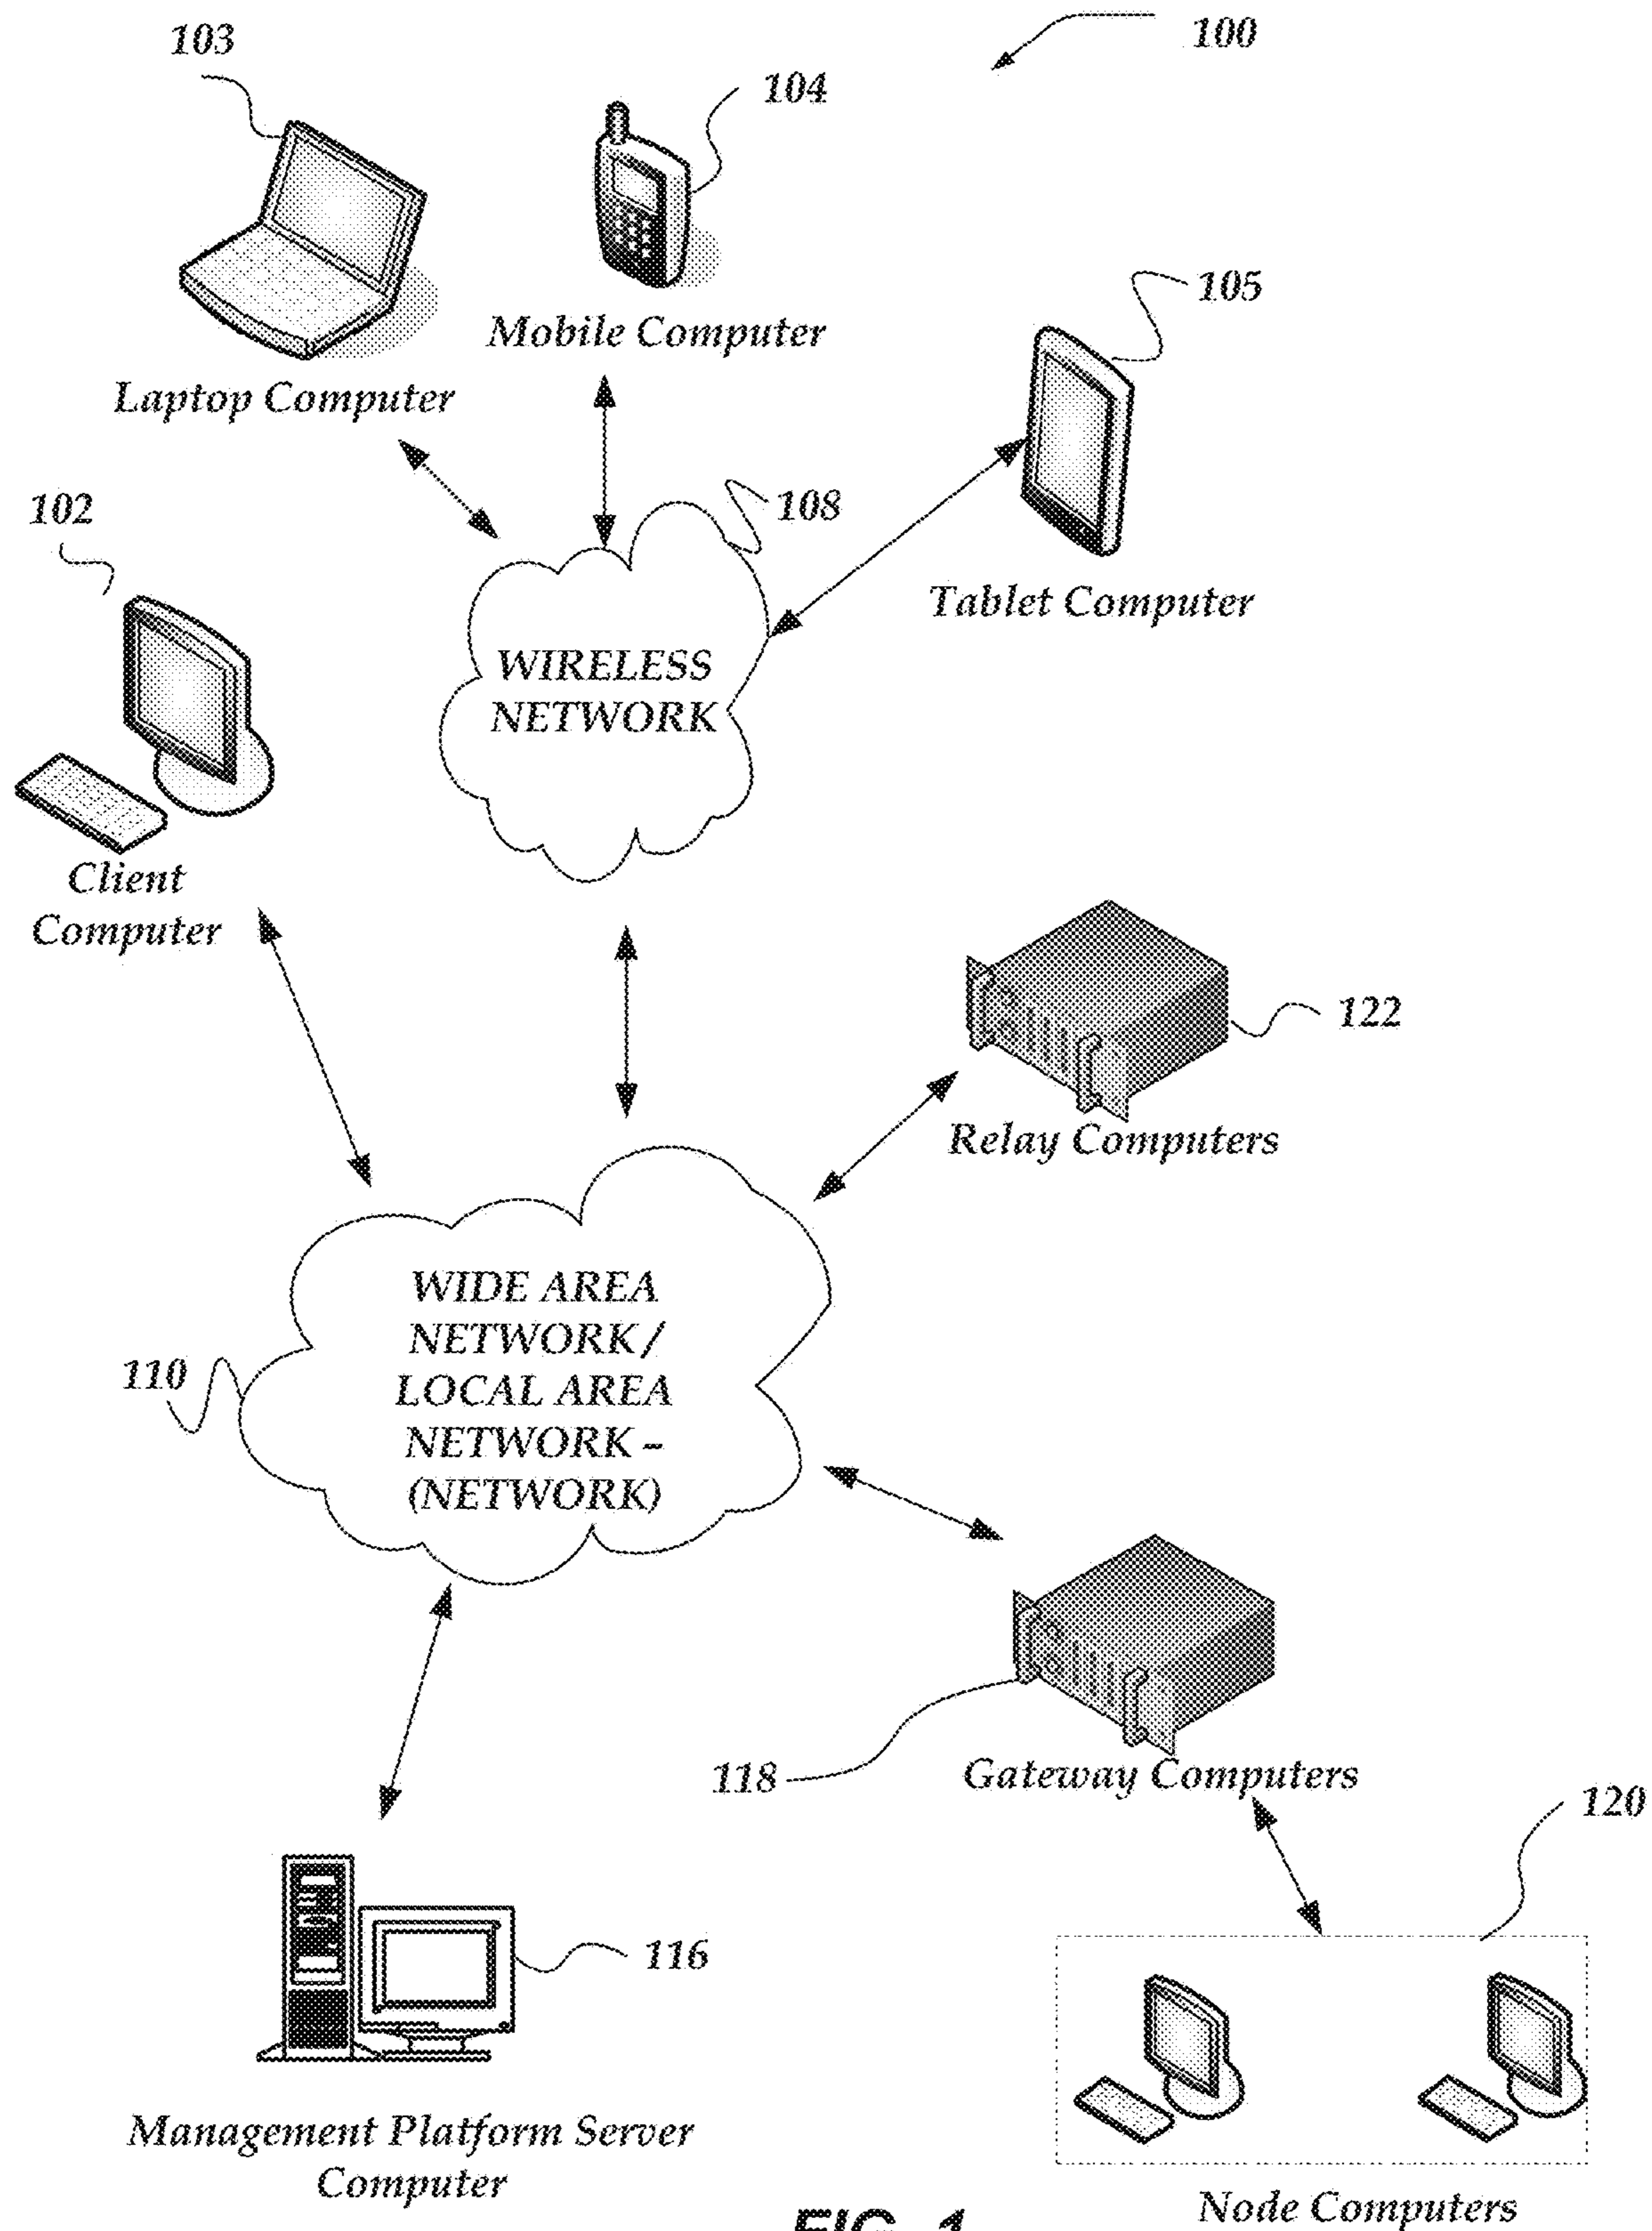 103
100
104
105
Mobile Computer
Laptop Computer
102
108
Tablet Computer
WIRELESS
NETWORK
Client
Computer
122
Relay Computers
WIDE AREA
NETWORK /
LOCAL AREA
NETWORK –
(NETWORK)
110
118
Gateway Computers
120
116
Management Platform Server
Computer
Node Computers
FIG. 1